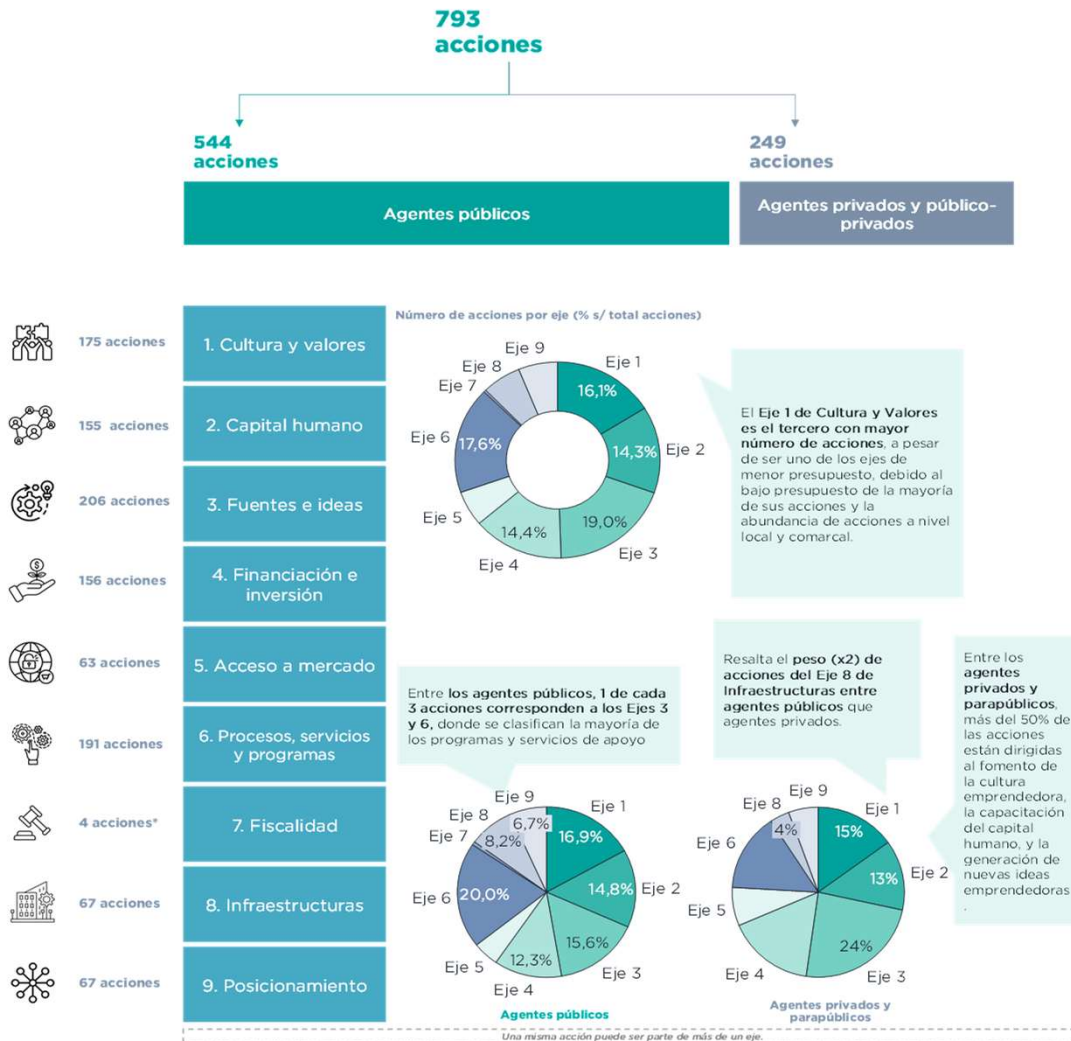 793
acciones
544
acciones
249
acciones
Agentes públicos
Agentes privados y público-
privados
175 acciones
1. Cultura y valores
155 acciones
2. Capital humano
206 acciones
3. Fuentes e ideas
156 acciones
4. Financiación e
inversión
63 acciones
5. Acceso a mercado
191 acciones
6. Procesos, servicios
y programas
4 acciones*
7. Fiscalidad
67 acciones
8. Infraestructuras
67 acciones
9. Posicionamiento
Número de acciones por eje (% s/ total acciones)
Eje 9
Eje 8
Eje 7
Eje 1
16,1%
Eje 6
17,6%
14,3%
Eje 2
Eje 5
14,4%
19,0%
Eje 3
Eje 4
El Eje 1 de Cultura y Valores
es el tercero con mayor
número de acciones, a pesar
de ser uno de los ejes de
menor presupuesto, debido al
bajo presupuesto de la mayoría
de sus acciones y la
abundancia de acciones a nivel
local y comarcal.
Entre los agentes públicos, 1 de cada
3 acciones corresponden a los Ejes 3
y 6, donde se clasifican la mayoría de
los programas y servicios de apoyo
Resalta el peso (x2) de
acciones del Eje 8 de
Infraestructuras entre
agentes públicos que
agentes privados.
Entre los
agentes
privados y
parapúblicos,
más del 50% de
las acciones
están dirigidas
al fomento de
la cultura
emprendedora,
la capacitación
del capital
humano, y la
generación de
nuevas ideas
emprendedoras
.
Eje 9
Eje 8
Eje 7
6,7%
8,2%
Eje 1
16,9%
Eje 6
20,0%
14,8%
Eje 2
Eje 5
12,3%
15,6%
Eje 3
Eje 4
Agentes públicos
Eje 9
Eje 8
4%
Eje 1
15%
Eje 6
13%
Eje 2
Eje 5
24%
Eje 4
Eje 3
Agentes privados y
parapúblicos
Una misma acción puede ser parte de más de un eje.